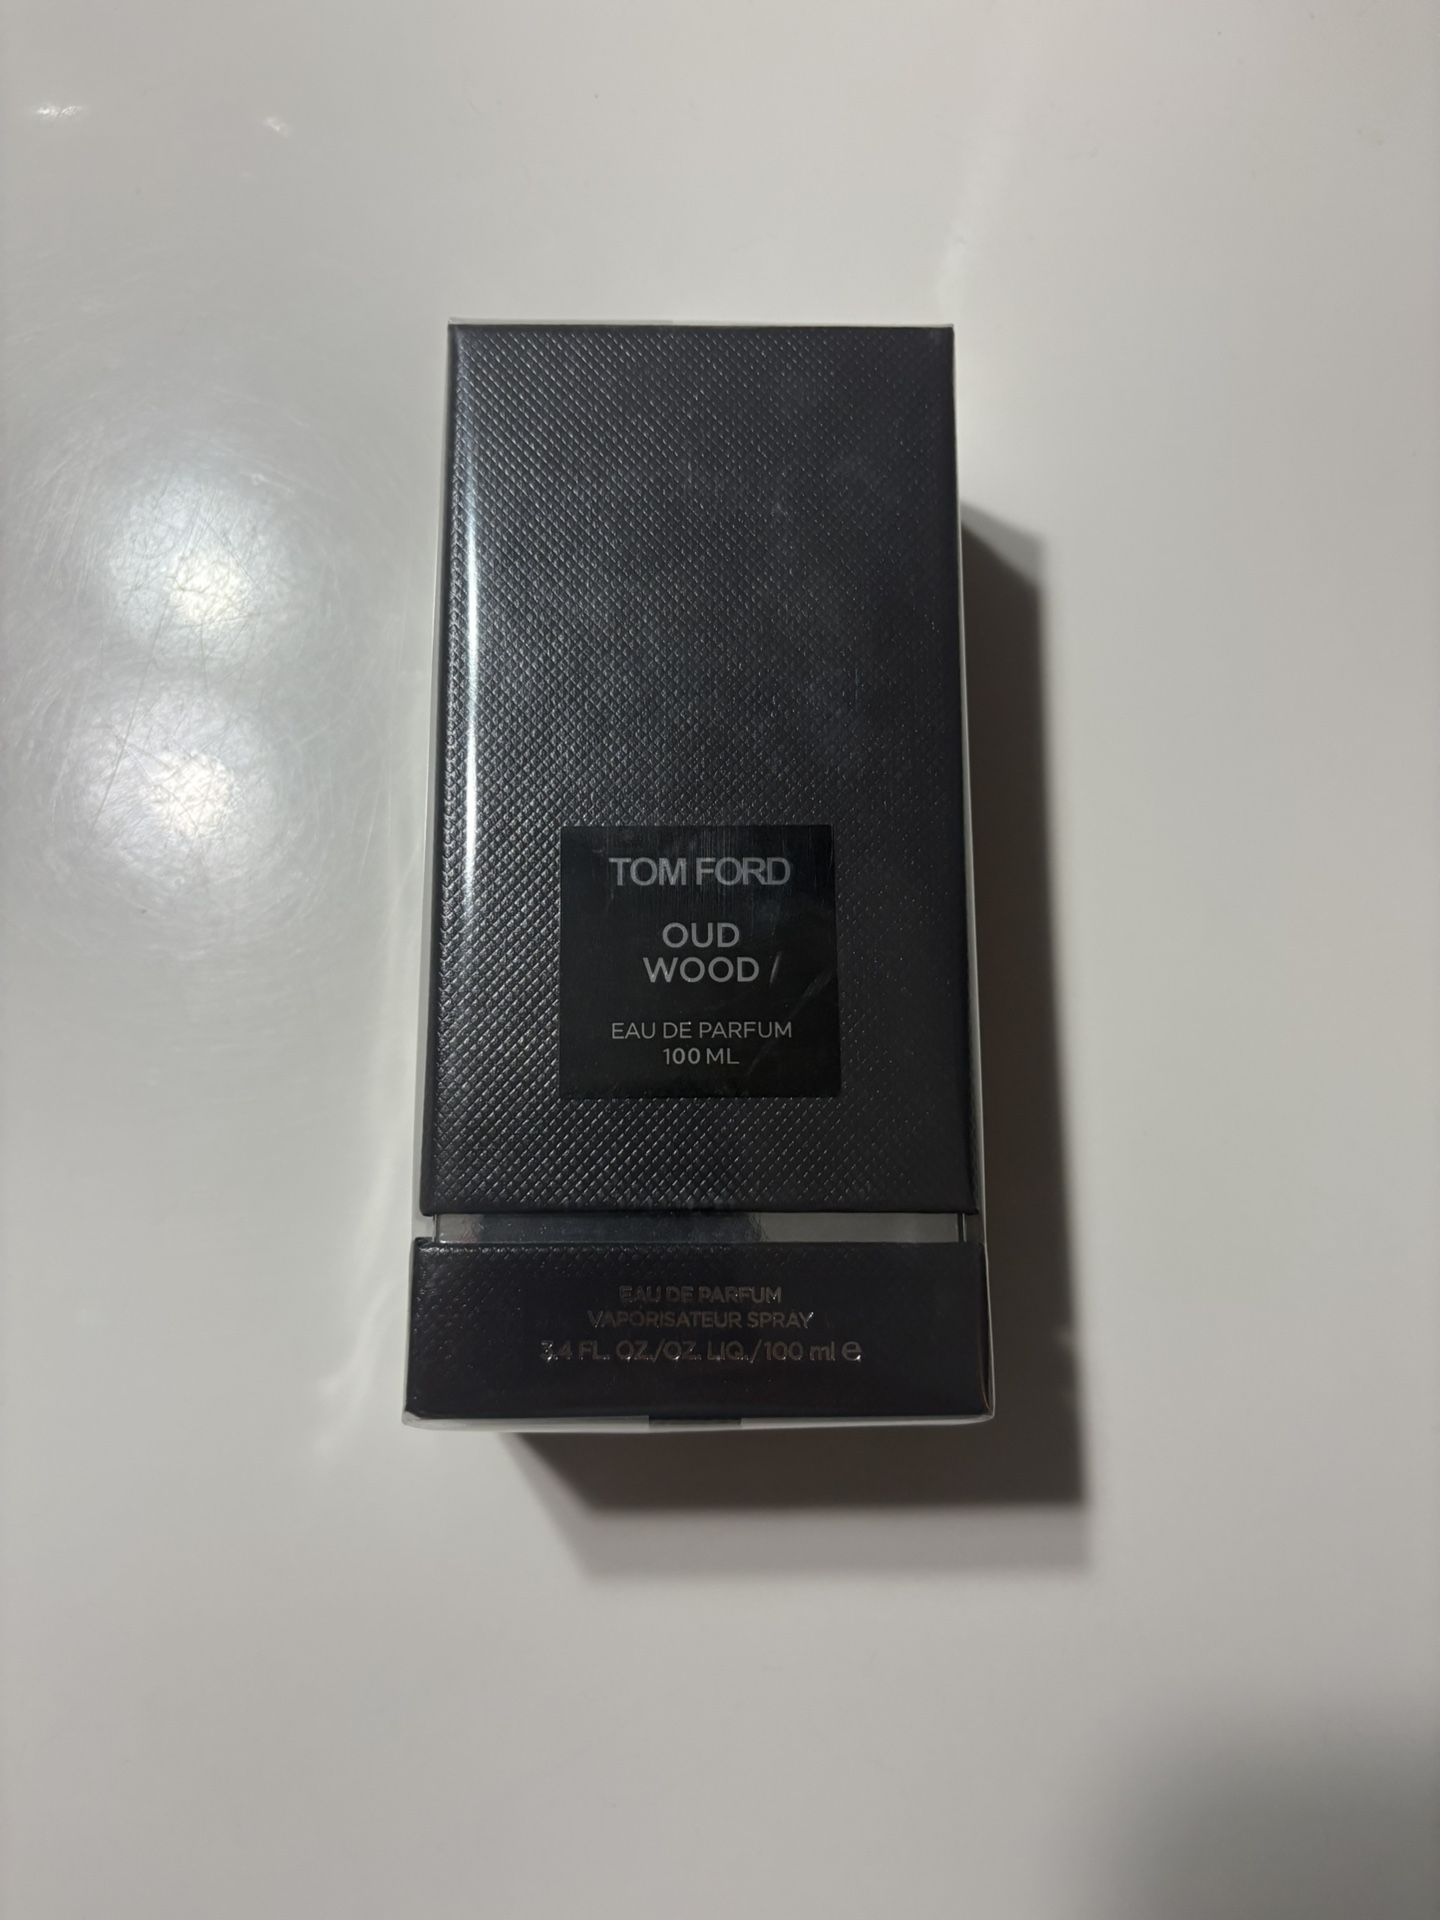 TOM FORD
OUD
WOOD
EAU DE PARFUM
100 ML
EAU DE PARFUM
VAPORISATEUR SPRAY
3.4 FL. OZ./OZ. LIQ./100 ml ℮